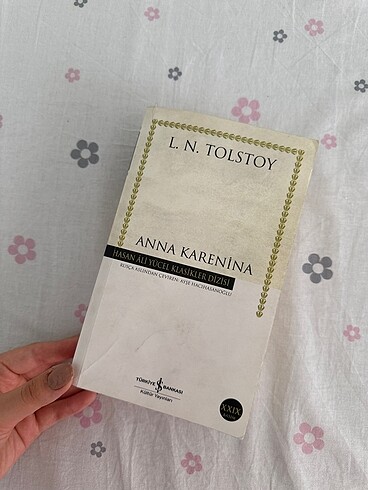 L. N. TOLSTOY
ANNA KARENİNA
HASAN ÂLİ YÜCEL KLASİKLER DİZİSİ
RUSÇA ASLINDAN ÇEVİREN: AYŞE HACIHASANOĞLU
TÜRKİYE İŞ BANKASI
Kültür Yayınları
XXIX